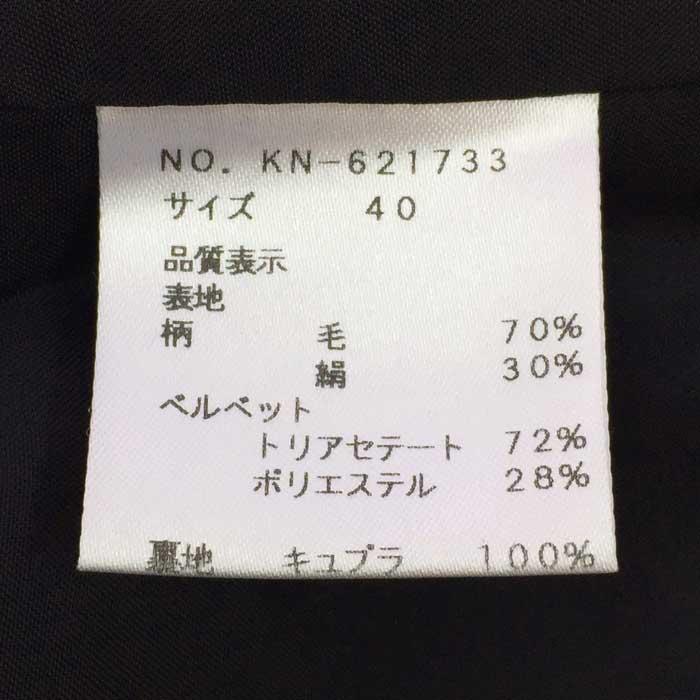 NO. KN-621733
サイズ 40
品質表示
表地
柄 毛 70%
絹 30%
ベルベット
トリアセテート 72%
ポリエステル 28%
裏地 キュプラ 100%